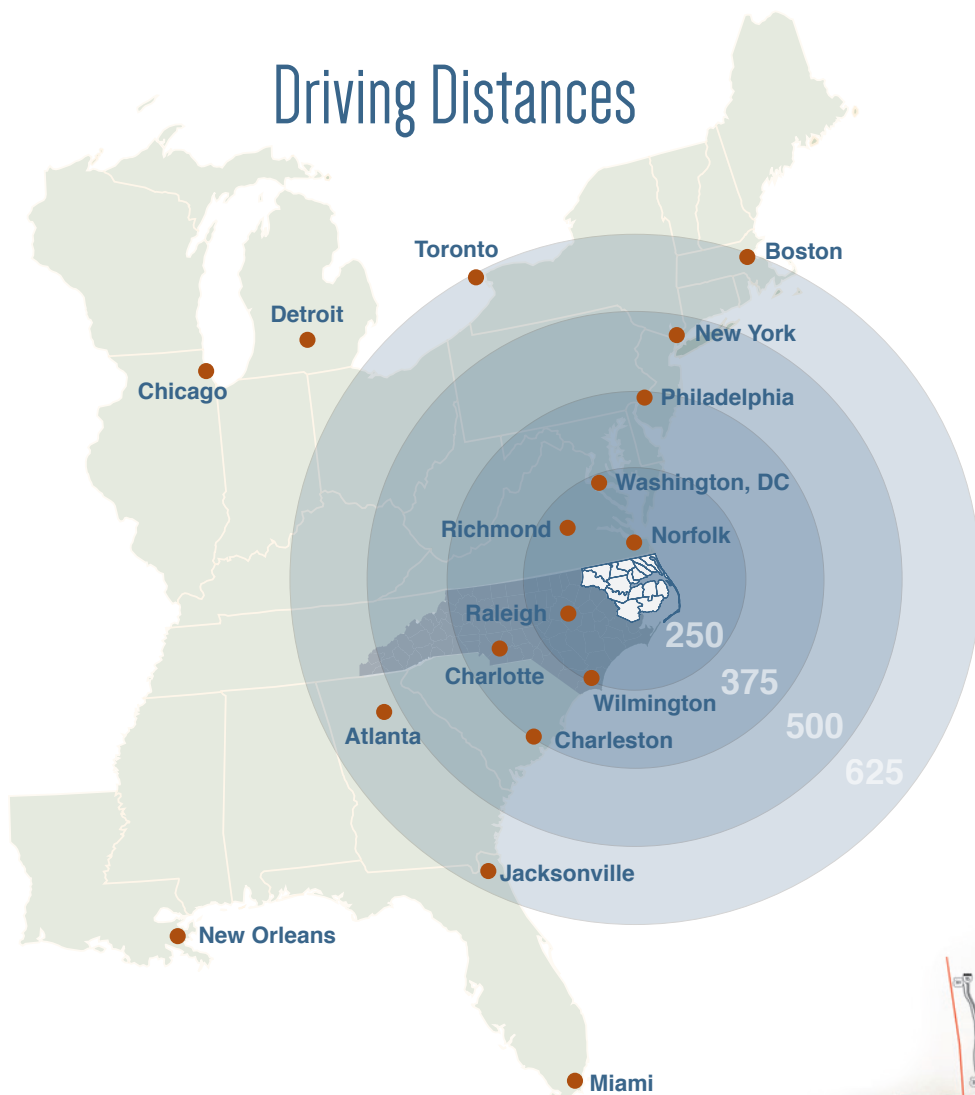 Driving Distances
Toronto
Boston
Detroit
New York
Chicago
Philadelphia
Washington, DC
Richmond
Norfolk
Raleigh
250
Charlotte
375
Wilmington
500
Atlanta
Charleston
625
Jacksonville
New Orleans
Miami